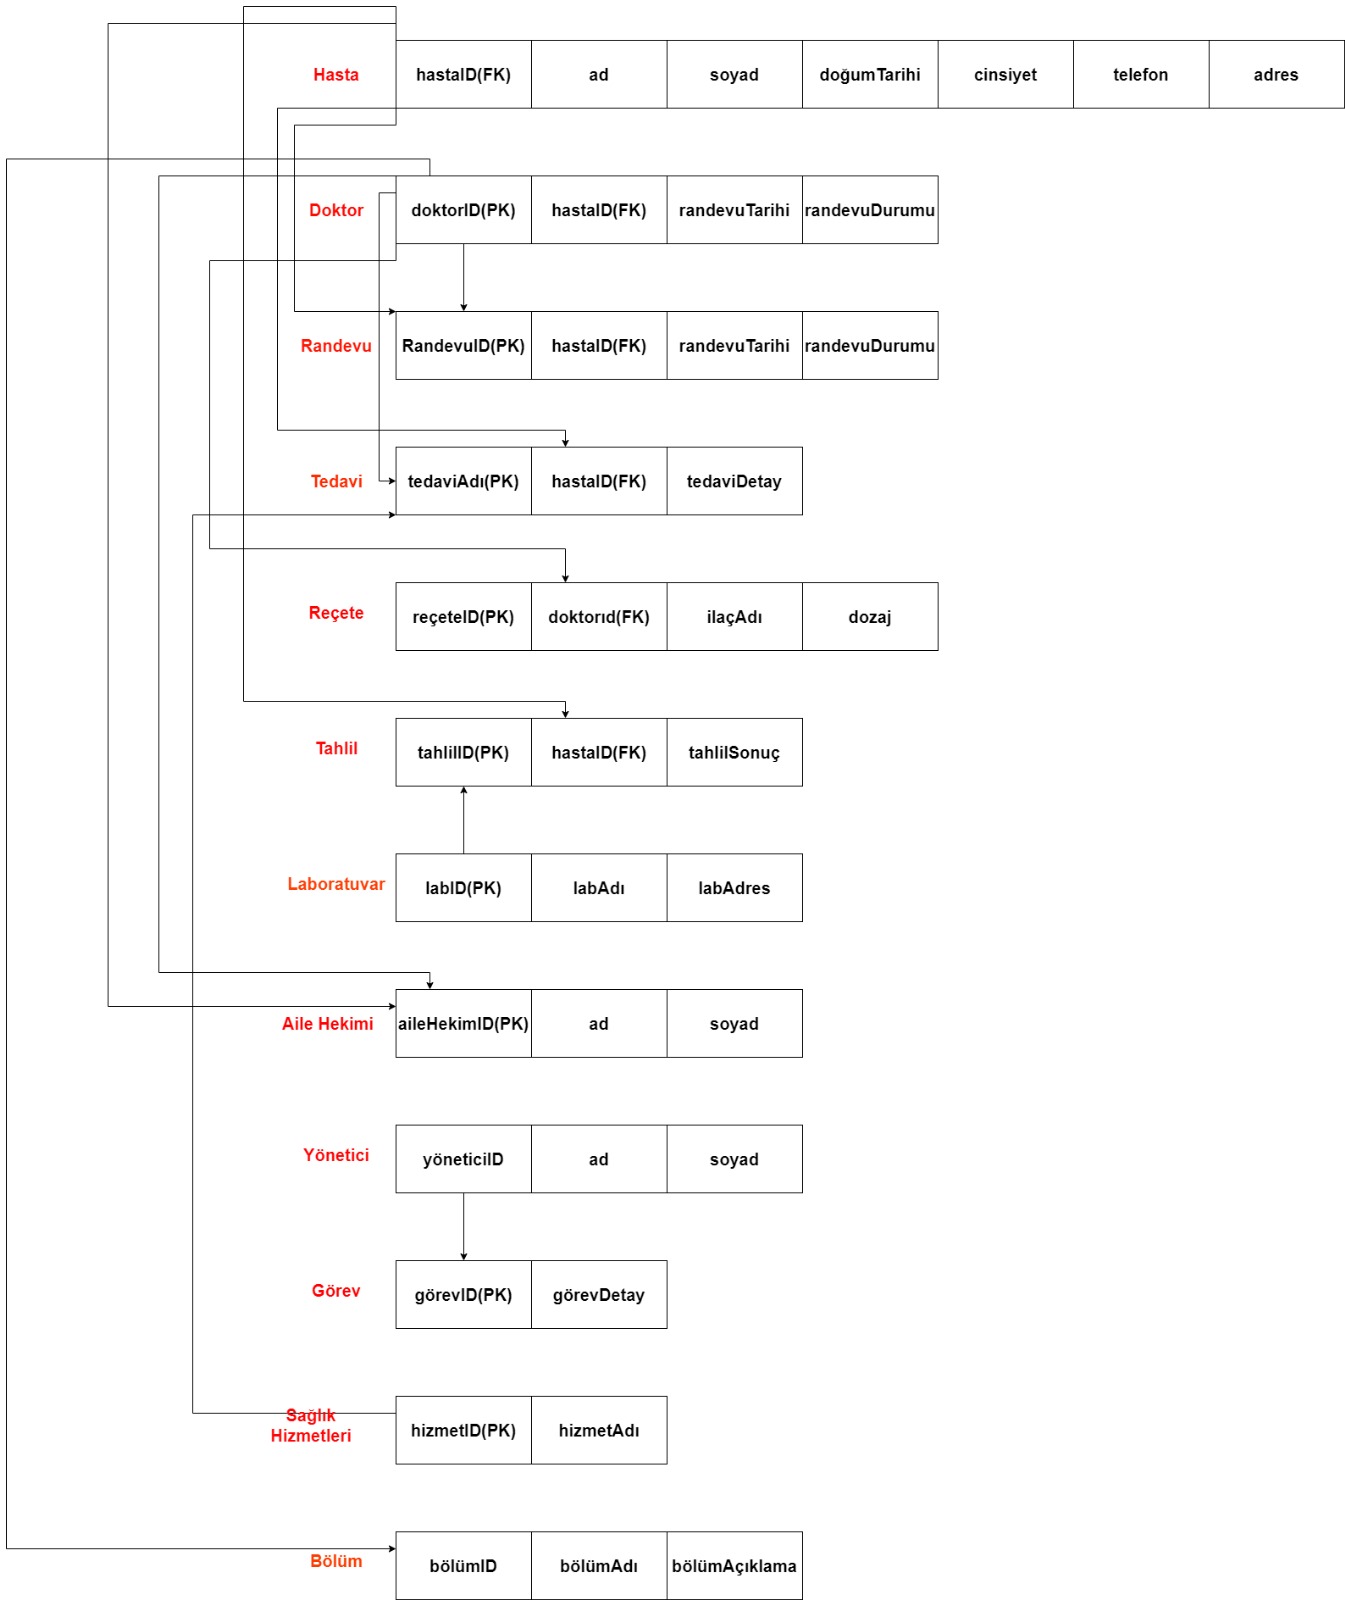 Hasta
hastaID(FK)
ad
soyad
doğumTarihi
cinsiyet
telefon
adres
Doktor
doktorID(PK)
hastaID(FK)
randevuTarihi
randevuDurumu
Randevu
RandevuID(PK)
hastaID(FK)
randevuTarihi
randevuDurumu
Tedavi
tedaviAdı(PK)
hastaID(FK)
tedaviDetay
Reçete
reçeteID(PK)
doktorıd(FK)
ilaçAdı
dozaj
Tahlil
tahlilID(PK)
hastaID(FK)
tahlilSonuç
Laboratuvar
labID(PK)
labAdı
labAdres
Aile Hekimi
aileHekimID(PK)
ad
soyad
Yönetici
yöneticiID
ad
soyad
Görev
görevID(PK)
görevDetay
Sağlık
Hizmetleri
hizmetID(PK)
hizmetAdı
Bölüm
bölümID
bölümAdı
bölümAçıklama